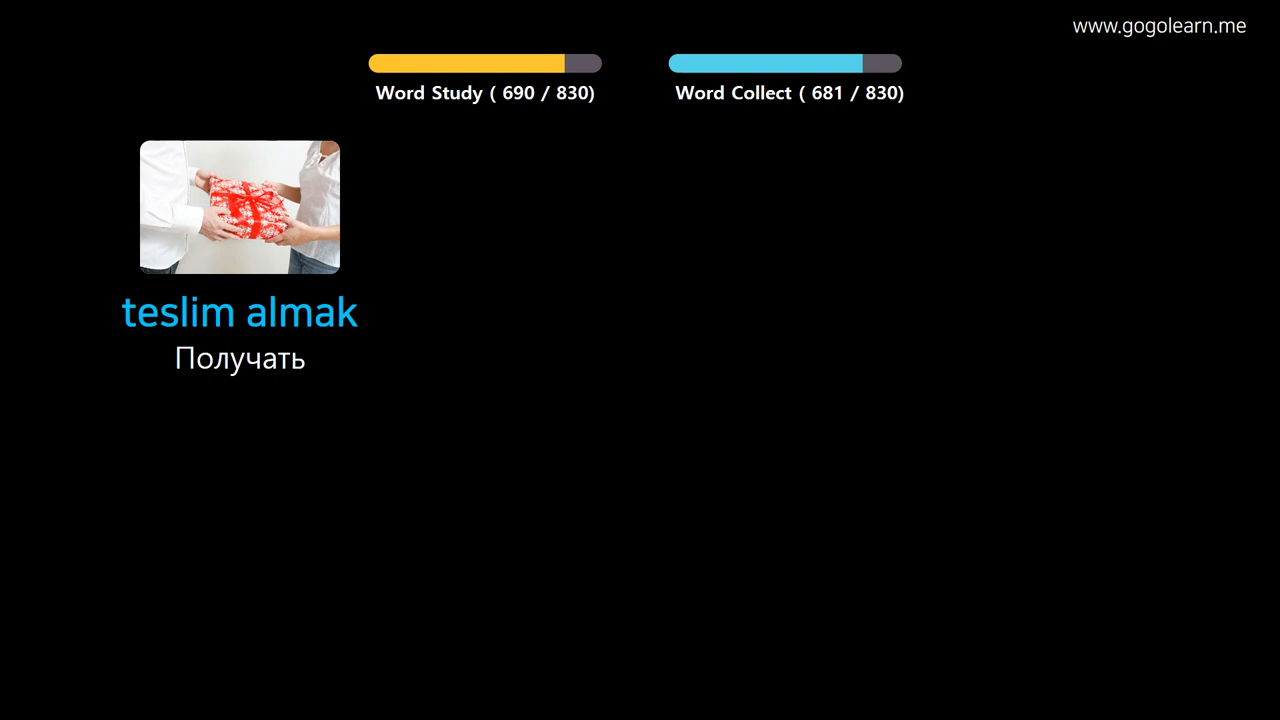 www.gogolearn.me
Word Study ( 690 / 830)
Word Collect ( 681 / 830)
teslim almak
Получать